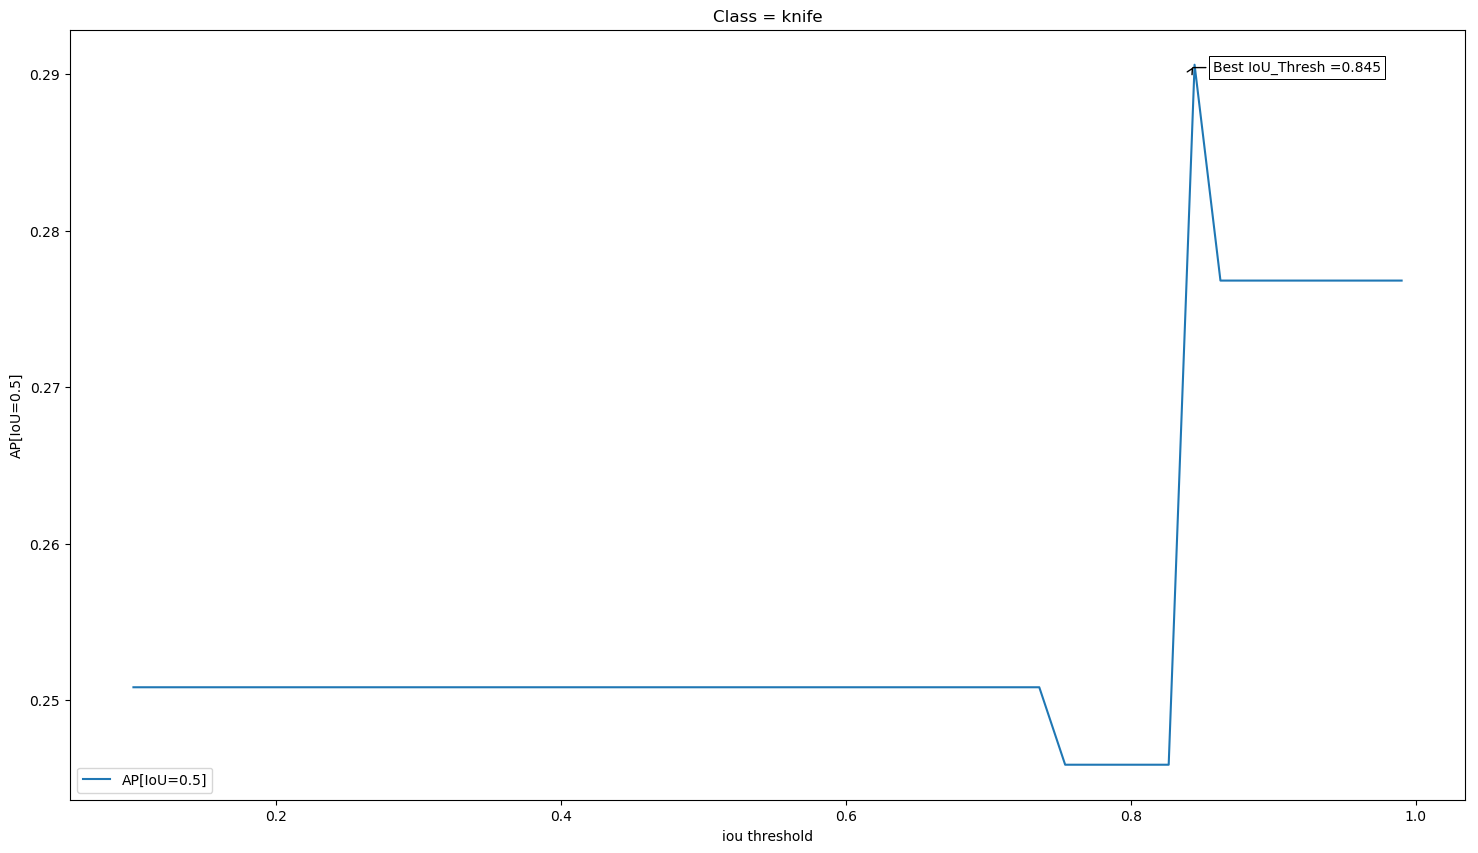 Class = knife
0.29
Best IoU_Thresh =0.845
0.28
0.27
AP[IoU=0.5]
0.26
0.25
AP[IoU=0.5]
0.2
0.4
0.6
0.8
1.0
iou threshold